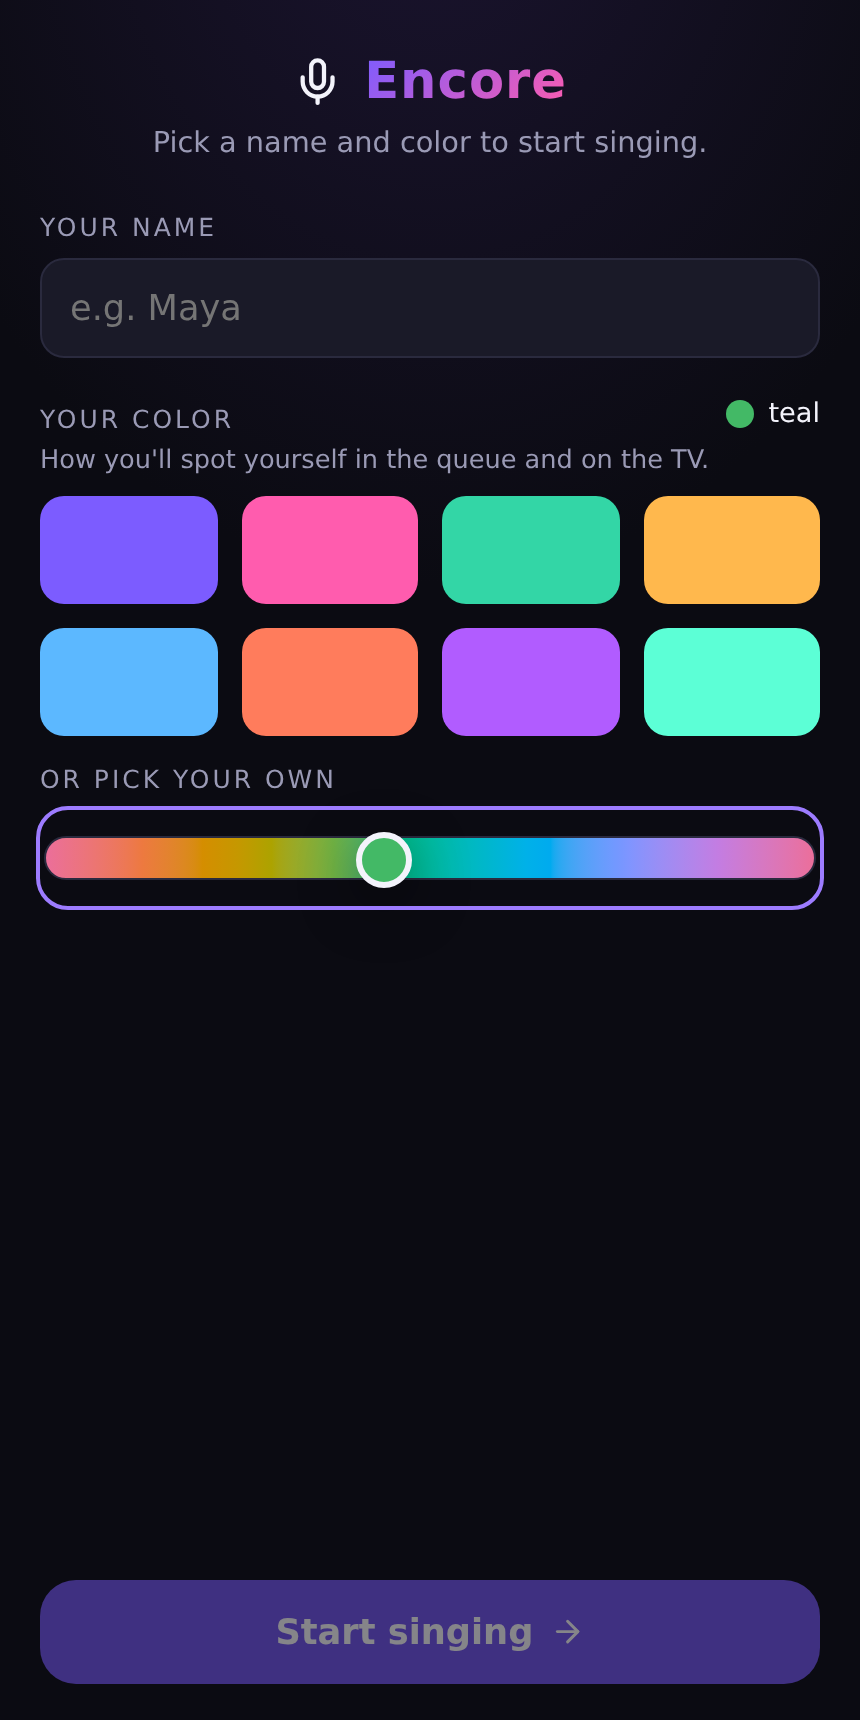 Encore
Pick a name and color to start singing.
YOUR NAME
e.g. Maya
YOUR COLOR
teal
How you'll spot yourself in the queue and on the TV.
OR PICK YOUR OWN
Start singing →